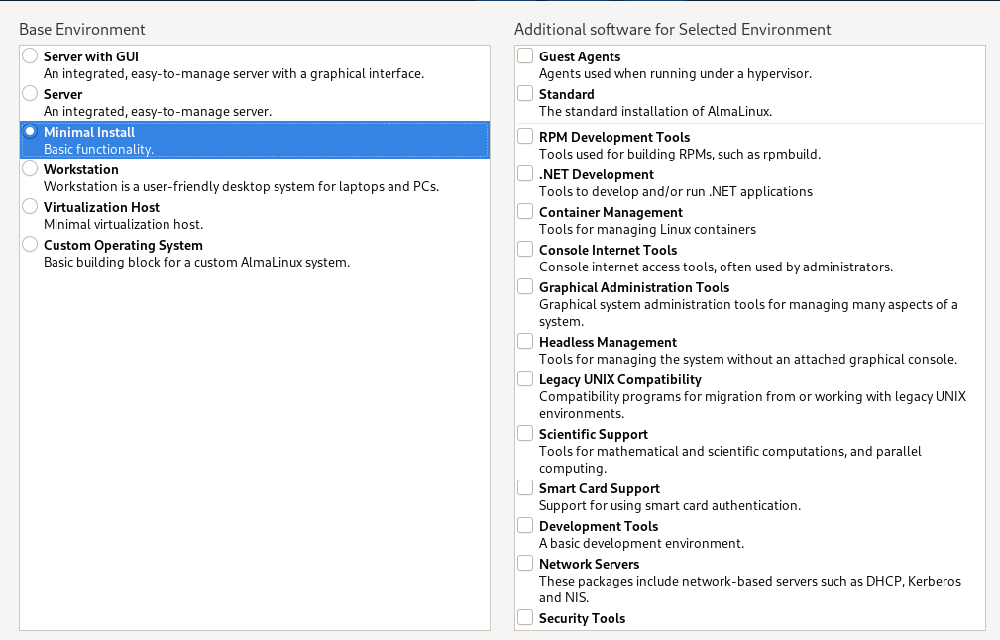 Base Environment
Server with GUI
An integrated, easy-to-manage server with a graphical interface.
Server
An integrated, easy-to-manage server.
Minimal Install
Basic functionality.
Workstation
Workstation is a user-friendly desktop system for laptops and PCs.
Virtualization Host
Minimal virtualization host.
Custom Operating System
Basic building block for a custom AlmaLinux system.
Additional software for Selected Environment
Guest Agents
Agents used when running under a hypervisor.
Standard
The standard installation of AlmaLinux.
RPM Development Tools
Tools used for building RPMs, such as rpmbuild.
.NET Development
Tools to develop and/or run .NET applications
Container Management
Tools for managing Linux containers
Console Internet Tools
Console internet access tools, often used by administrators.
Graphical Administration Tools
Graphical system administration tools for managing many aspects of a
system.
Headless Management
Tools for managing the system without an attached graphical console.
Legacy UNIX Compatibility
Compatibility programs for migration from or working with legacy UNIX
environments.
Scientific Support
Tools for mathematical and scientific computations, and parallel
computing.
Smart Card Support
Support for using smart card authentication.
Development Tools
A basic development environment.
Network Servers
These packages include network-based servers such as DHCP, Kerberos
and NIS.
Security Tools